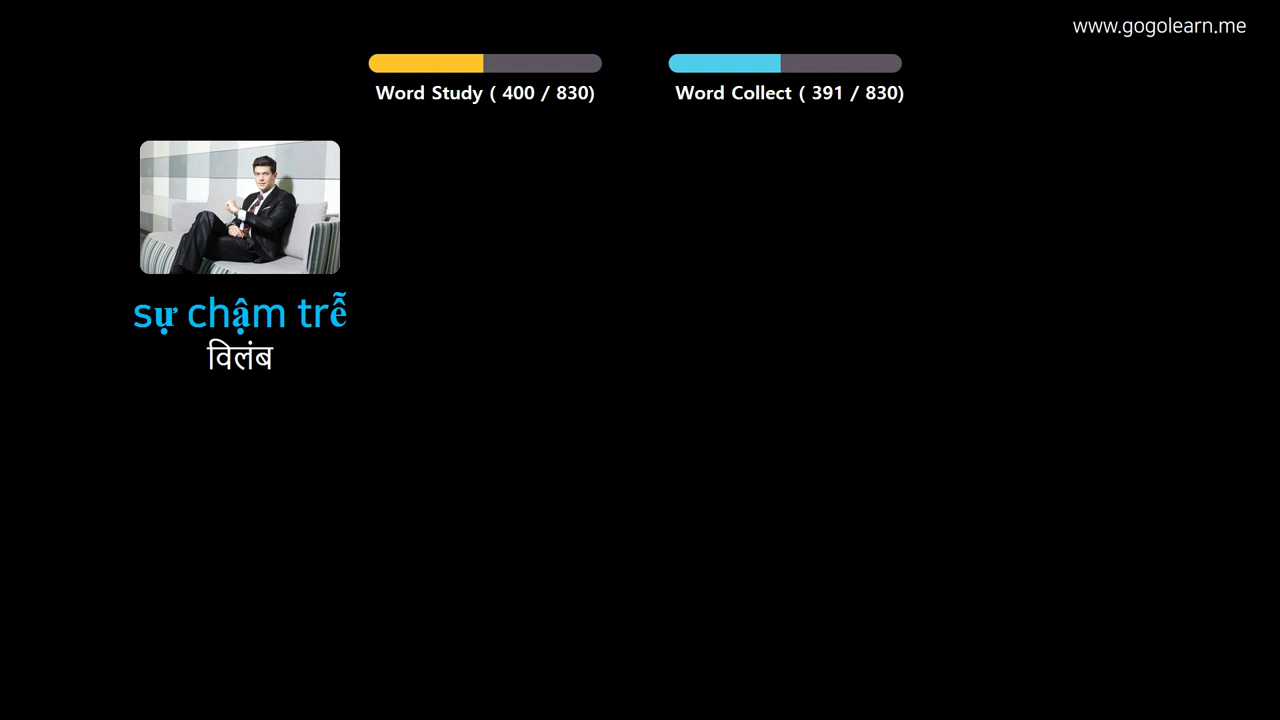 www.gogolearn.me
Word Study ( 400 / 830)
Word Collect ( 391 / 830)
sự chậm trễ
विलंब